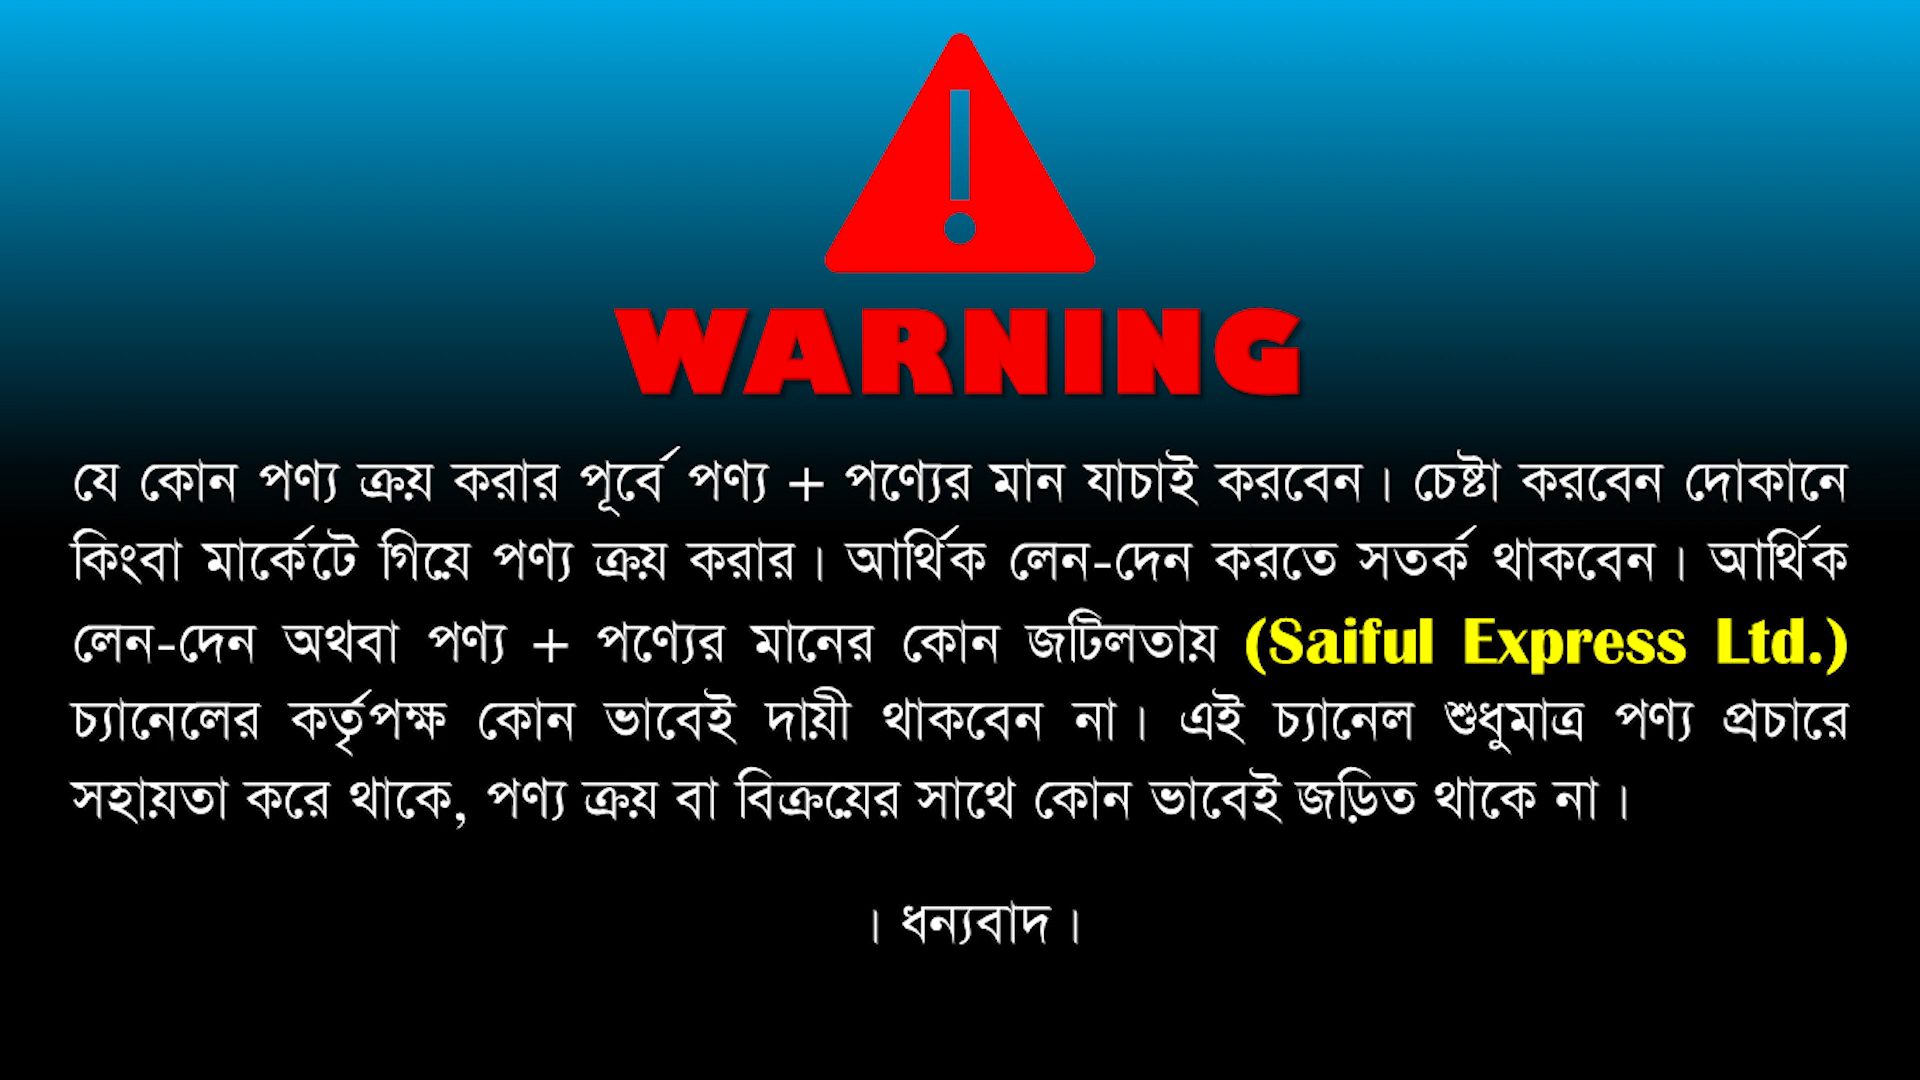 WARNING
যে কোন পণ্য ক্রয় করার পূর্বে পণ্য + পণ্যের মান যাচাই করবেন। চেষ্টা করবেন দোকানে
কিংবা মার্কেটে গিয়ে পণ্য ক্রয় করার। আর্থিক লেন-দেন করতে সতর্ক থাকবেন। আর্থিক
লেন-দেন অথবা পণ্য + পণ্যের মানের কোন জটিলতায় (Saiful Express Ltd.)
চ্যানেলের কর্তৃপক্ষ কোন ভাবেই দায়ী থাকবেন না। এই চ্যানেল শুধুমাত্র পণ্য প্রচারে
সহায়তা করে থাকে, পণ্য ক্রয় বা বিক্রয়ের সাথে কোন ভাবেই জড়িত থাকে না।
। ধন্যবাদ।